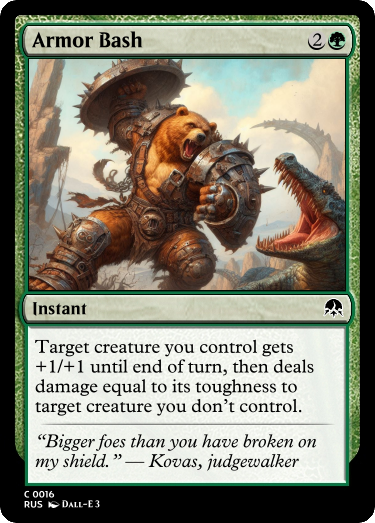 Armor Bash 2
Instant
Target creature you control gets
+1/+1 until end of turn, then deals
damage equal to its toughness to
target creature you don't control.
“Bigger foes than you have broken on
my shield.” — Kovas, judgewalker
C 0016
RUS DALL-E 3